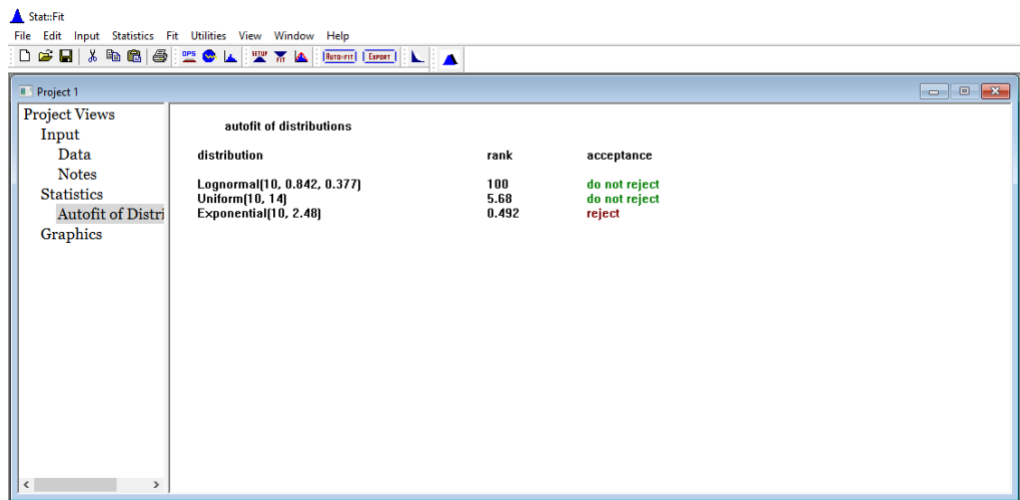 Stat::Fit
File Edit Input Statistics Fit Utilities View Window Help
DPS SETUP FIT AUTO-FIT EXPORT
Project 1
Project Views
Input
Data
Notes
Statistics
Autofit of Distri
Graphics
autofit of distributions
distribution rank acceptance
Lognormal(10, 0.842, 0.377) 100 do not reject
Uniform(10, 14) 5.68 do not reject
Exponential(10, 2.48) 0.492 reject